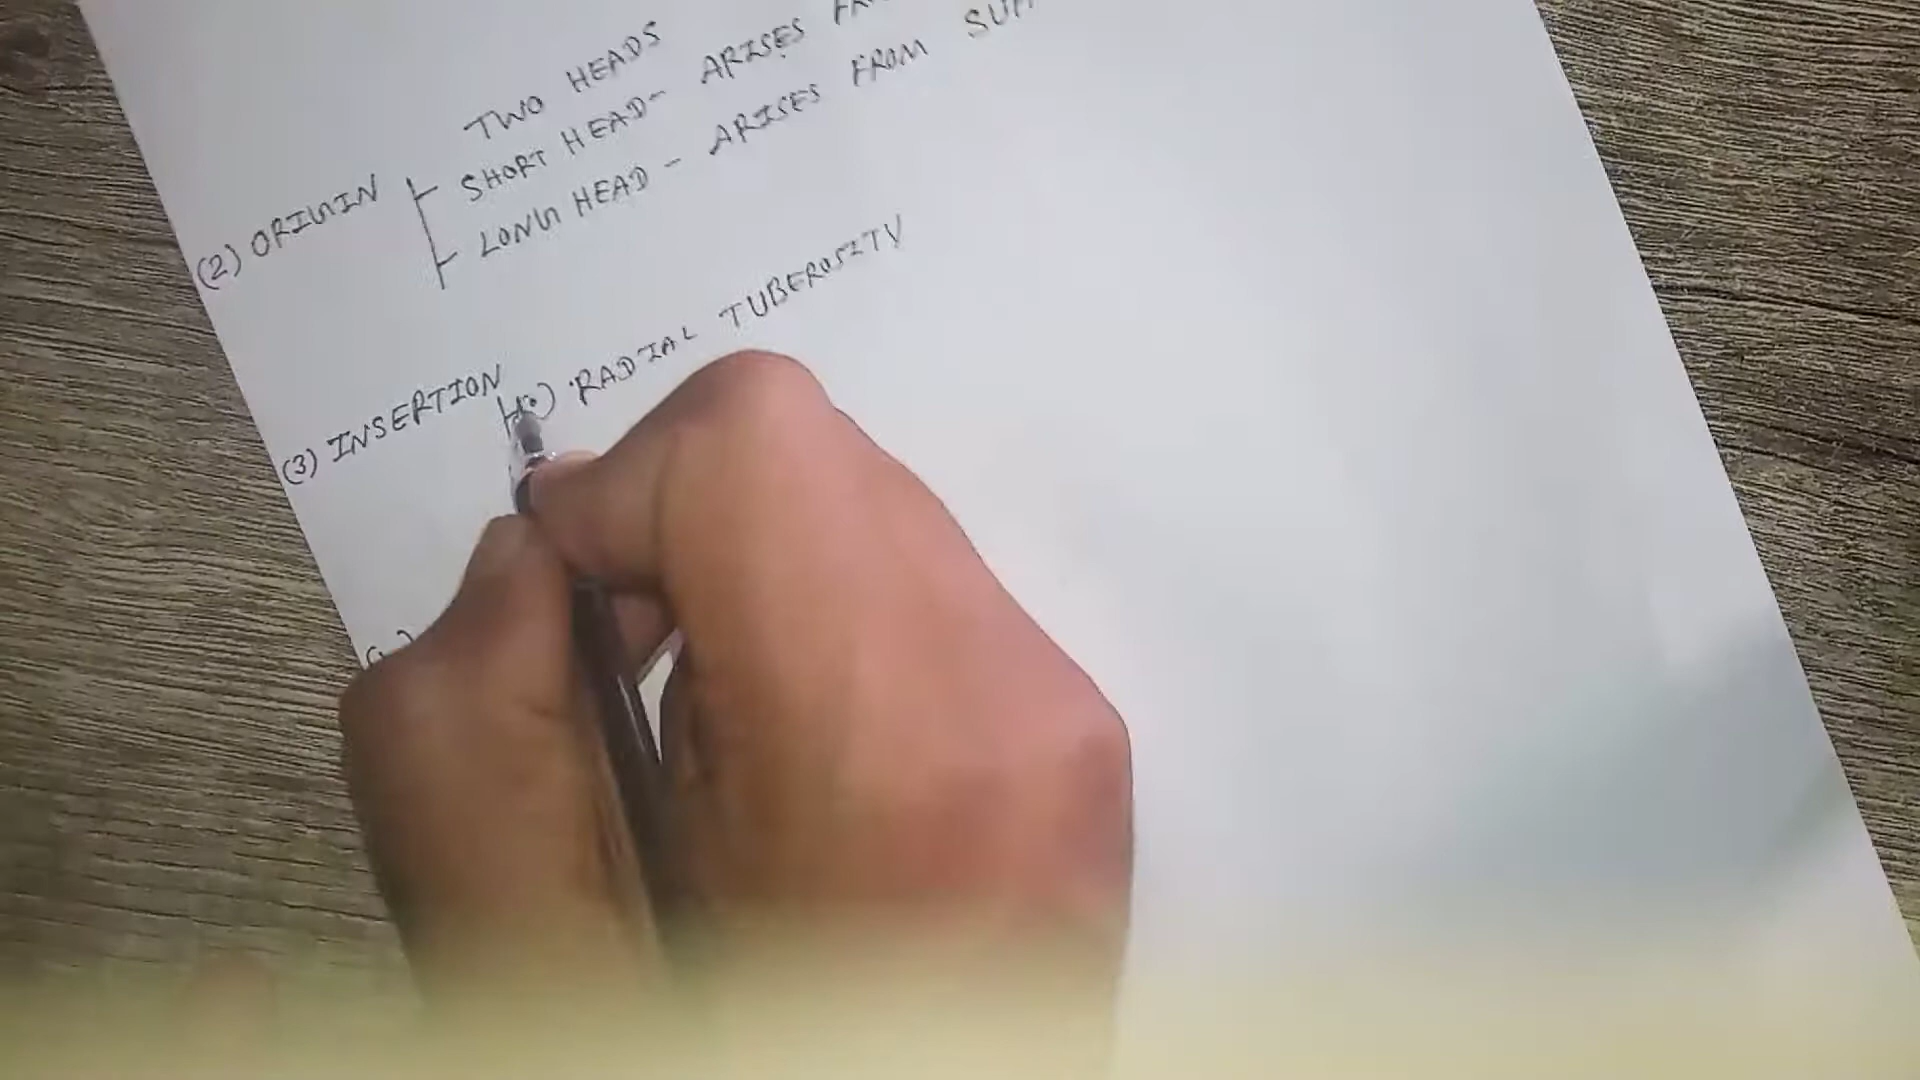 TWO HEADS
(2) ORIGIN SHORT HEAD - ARISES
LONG HEAD - ARISES FROM
(3) INSERTION RADIAL TUBEROSITY